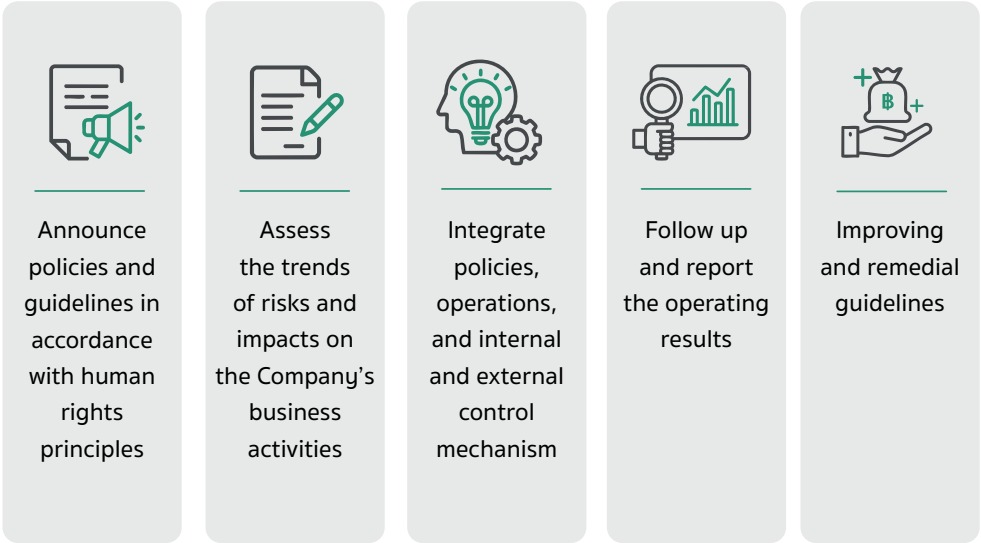 ฿
Announce
policies and
guidelines in
accordance
with human
rights
principles
Assess
the trends
of risks and
impacts on
the Company’s
business
activities
Integrate
policies,
operations,
and internal
and external
control
mechanism
Follow up
and report
the operating
results
Improving
and remedial
guidelines